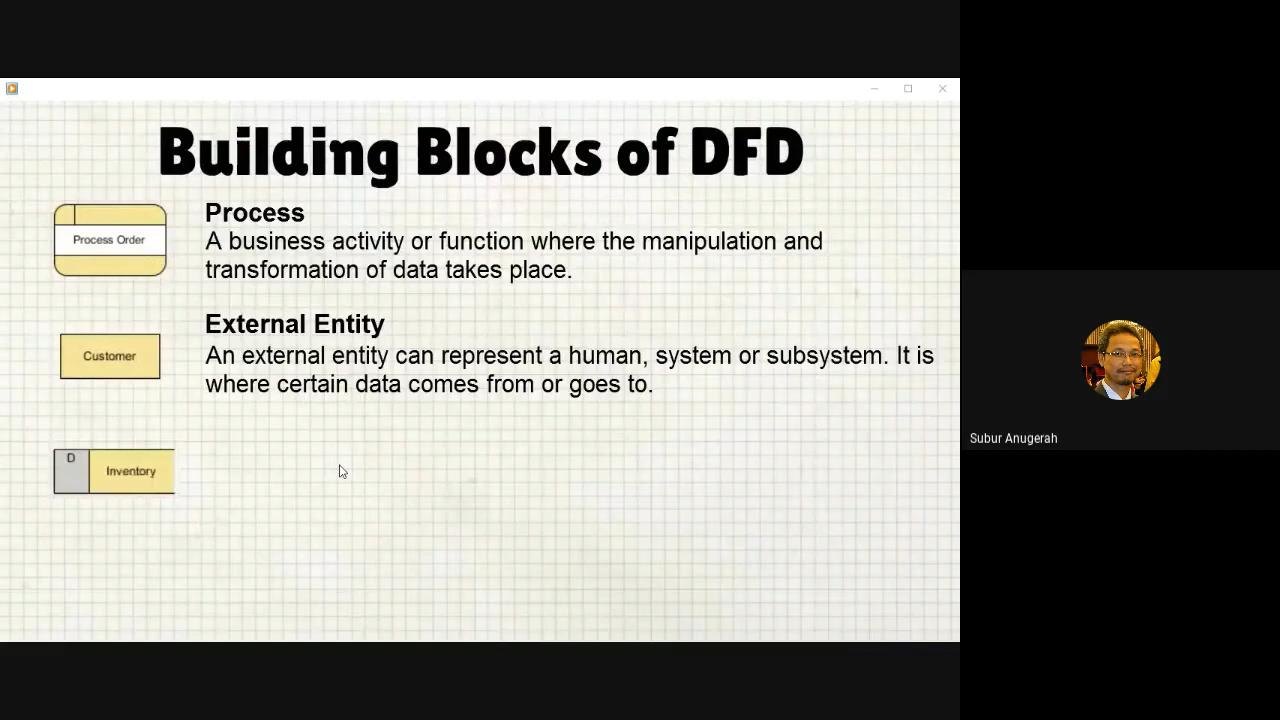 Building Blocks of DFD
Process Order
Process
A business activity or function where the manipulation and
transformation of data takes place.
Customer
External Entity
An external entity can represent a human, system or subsystem. It is
where certain data comes from or goes to.
D
Inventory
Subur Anugerah